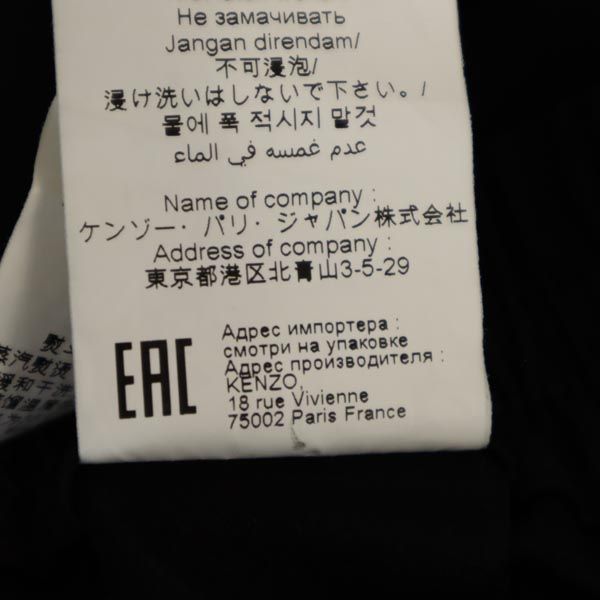 Не замачивать
Jangan direndam/
不可浸泡/
浸け洗いはしないで下さい。/
물에 푹 적시지 말것
عدم غمسه في الماء
Name of company :
ケンゾー・パリ・ジャパン株式会社
Address of company :
東京都港区北青山3-5-29
EAC
Адрес импортера :
смотри на упаковке
Адрес производителя :
KENZO,
18 rue Vivienne
75002 Paris France